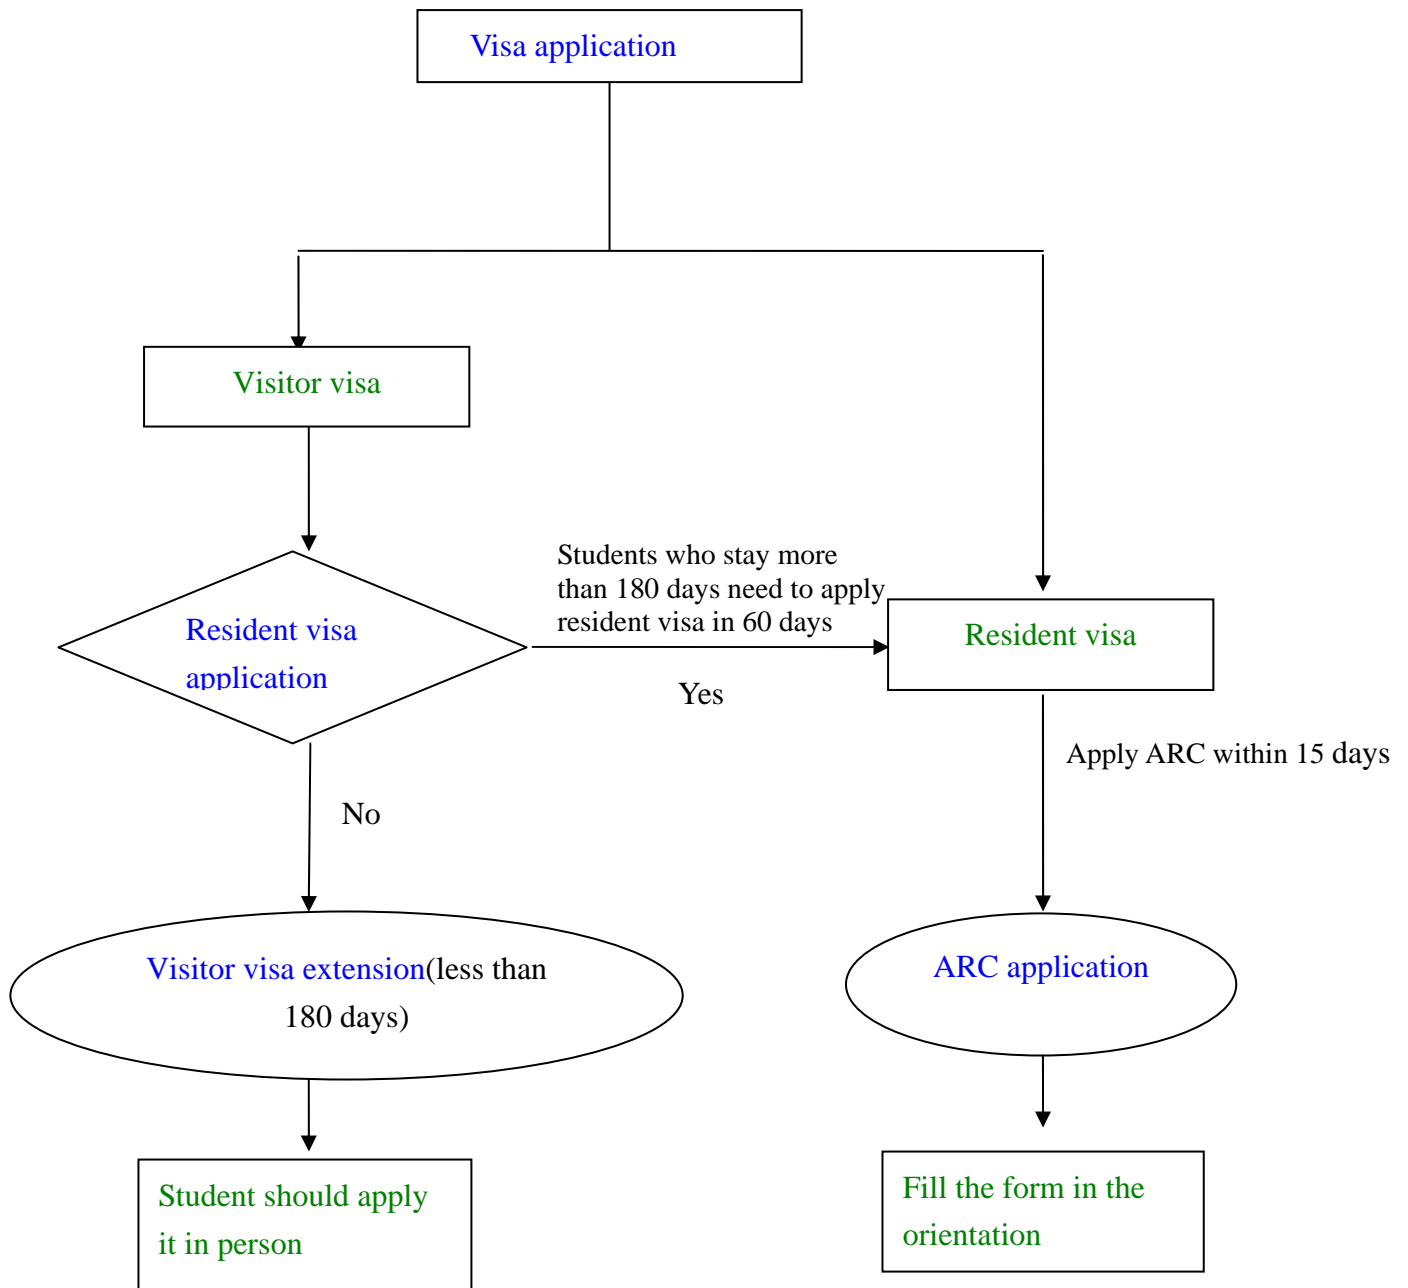 Visa application
Visitor visa
Students who stay more
than 180 days need to apply
resident visa in 60 days
Resident visa
application
Resident visa
Yes
Apply ARC within 15 days
No
Visitor visa extension(less than
180 days)
ARC application
Student should apply
it in person
Fill the form in the
orientation